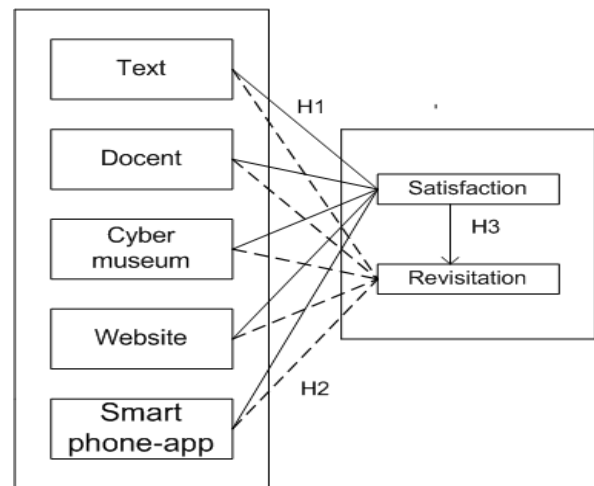 Text
H1
Docent
Satisfaction
Cyber
museum
H3
Revisitation
Website
H2
Smart
phone-app